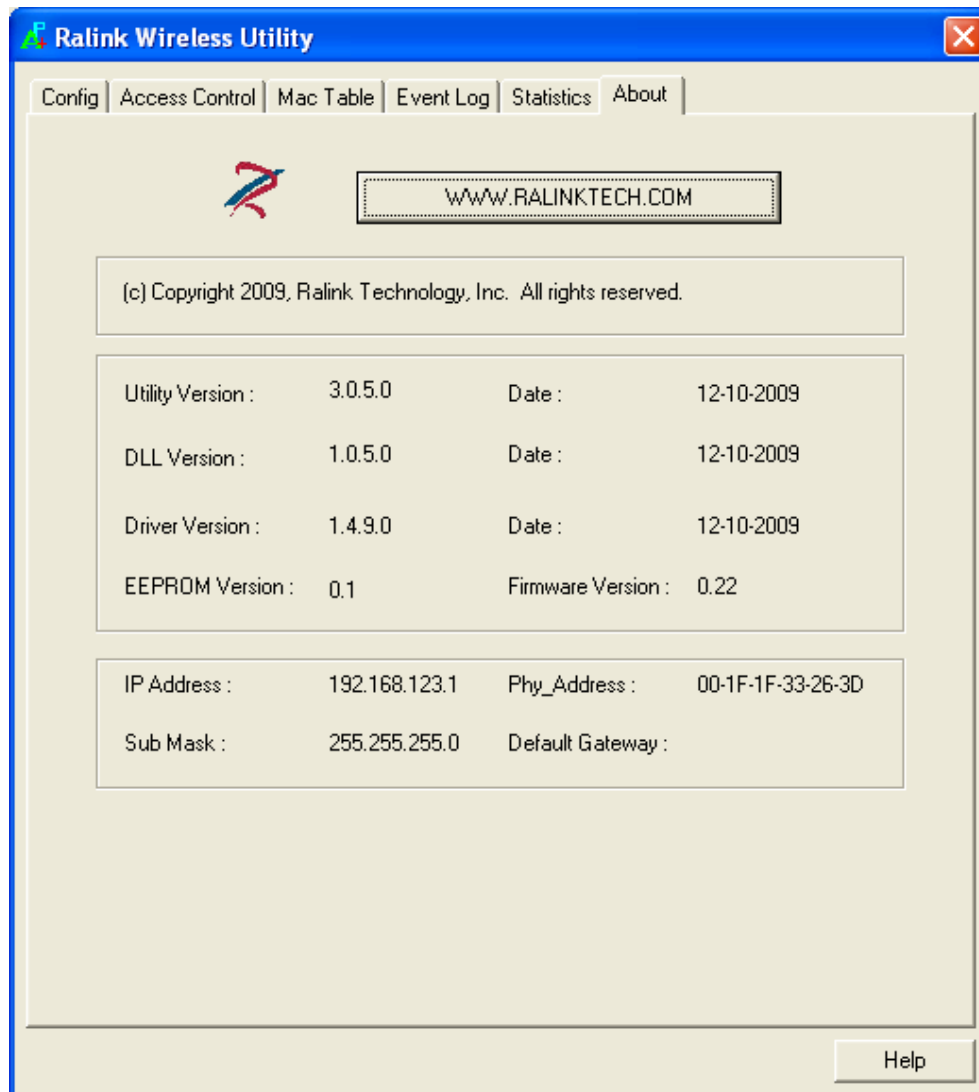 Ralink Wireless Utility
Config Access Control Mac Table Event Log Statistics About
WWW.RALINKTECH.COM
(c) Copyright 2009, Ralink Technology, Inc. All rights reserved.
Utility Version : 3.0.5.0 Date : 12-10-2009
DLL Version : 1.0.5.0 Date : 12-10-2009
Driver Version : 1.4.9.0 Date : 12-10-2009
EEPROM Version : 0.1 Firmware Version : 0.22
IP Address : 192.168.123.1 Phy_Address : 00-1F-1F-33-26-3D
Sub Mask : 255.255.255.0 Default Gateway :
Help